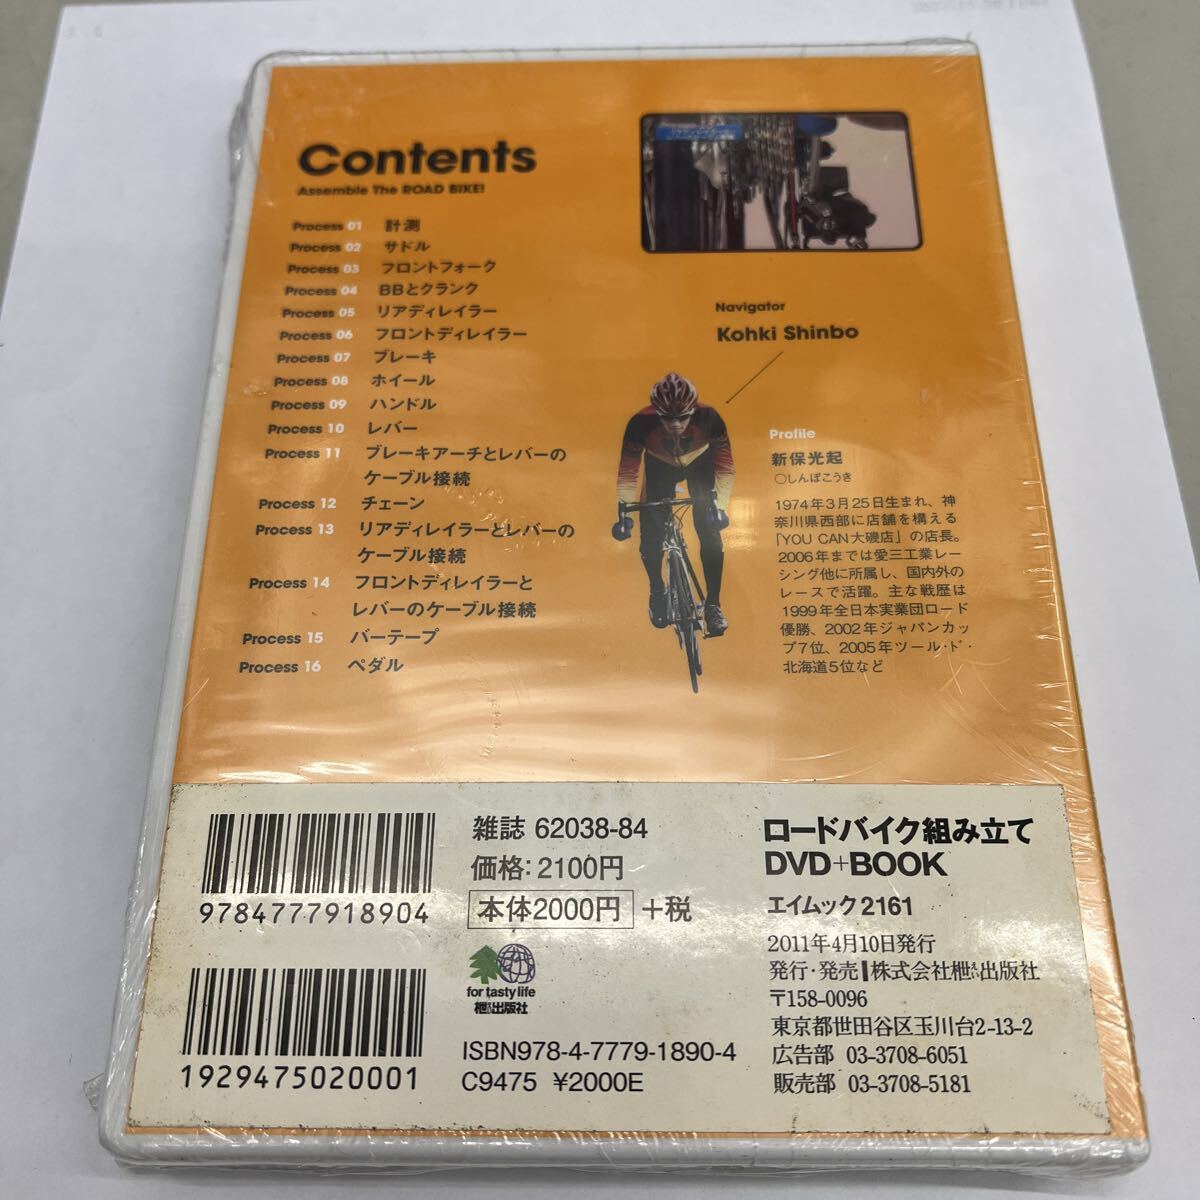 Contents
Assemble The ROAD BIKE!
Process 01 計測
Process 02 サドル
Process 03 フロントフォーク
Process 04 BBとクランク
Process 05 リアディレイラー
Process 06 フロントディレイラー
Process 07 ブレーキ
Process 08 ホイール
Process 09 ハンドル
Process 10 レバー
Process 11 ブレーキアーチとレバーの
ケーブル接続
Process 12 チェーン
Process 13 リアディレイラーとレバーの
ケーブル接続
Process 14 フロントディレイラーと
レバーのケーブル接続
Process 15 バーテープ
Process 16 ペダル
Navigator
Kohki Shinbo
Profile
新保光起
○しんぽこうき
1974年3月25日生まれ、神
奈川県西部に店舗を構える
「YOU CAN大磯店」の店長。
2006年までは愛三工業レー
シング他に所属し、国内外の
レースで活躍。主な戦歴は
1999年全日本実業団ロード
優勝、2002年ジャパンカッ
プ7位、2005年ツール・ド・
北海道5位など
9784777918904
1929475020001
雑誌 62038-84
価格:2100円
本体2000円 +税
for tasty life
枻出版社
ISBN978-4-7779-1890-4
C9475 ¥2000E
ロードバイク組み立て
DVD+BOOK
エイムック2161
2011年4月10日発行
発行・発売 株式会社枻出版社
〒158-0096
東京都世田谷区玉川台2-13-2
広告部 03-3708-6051
販売部 03-3708-5181